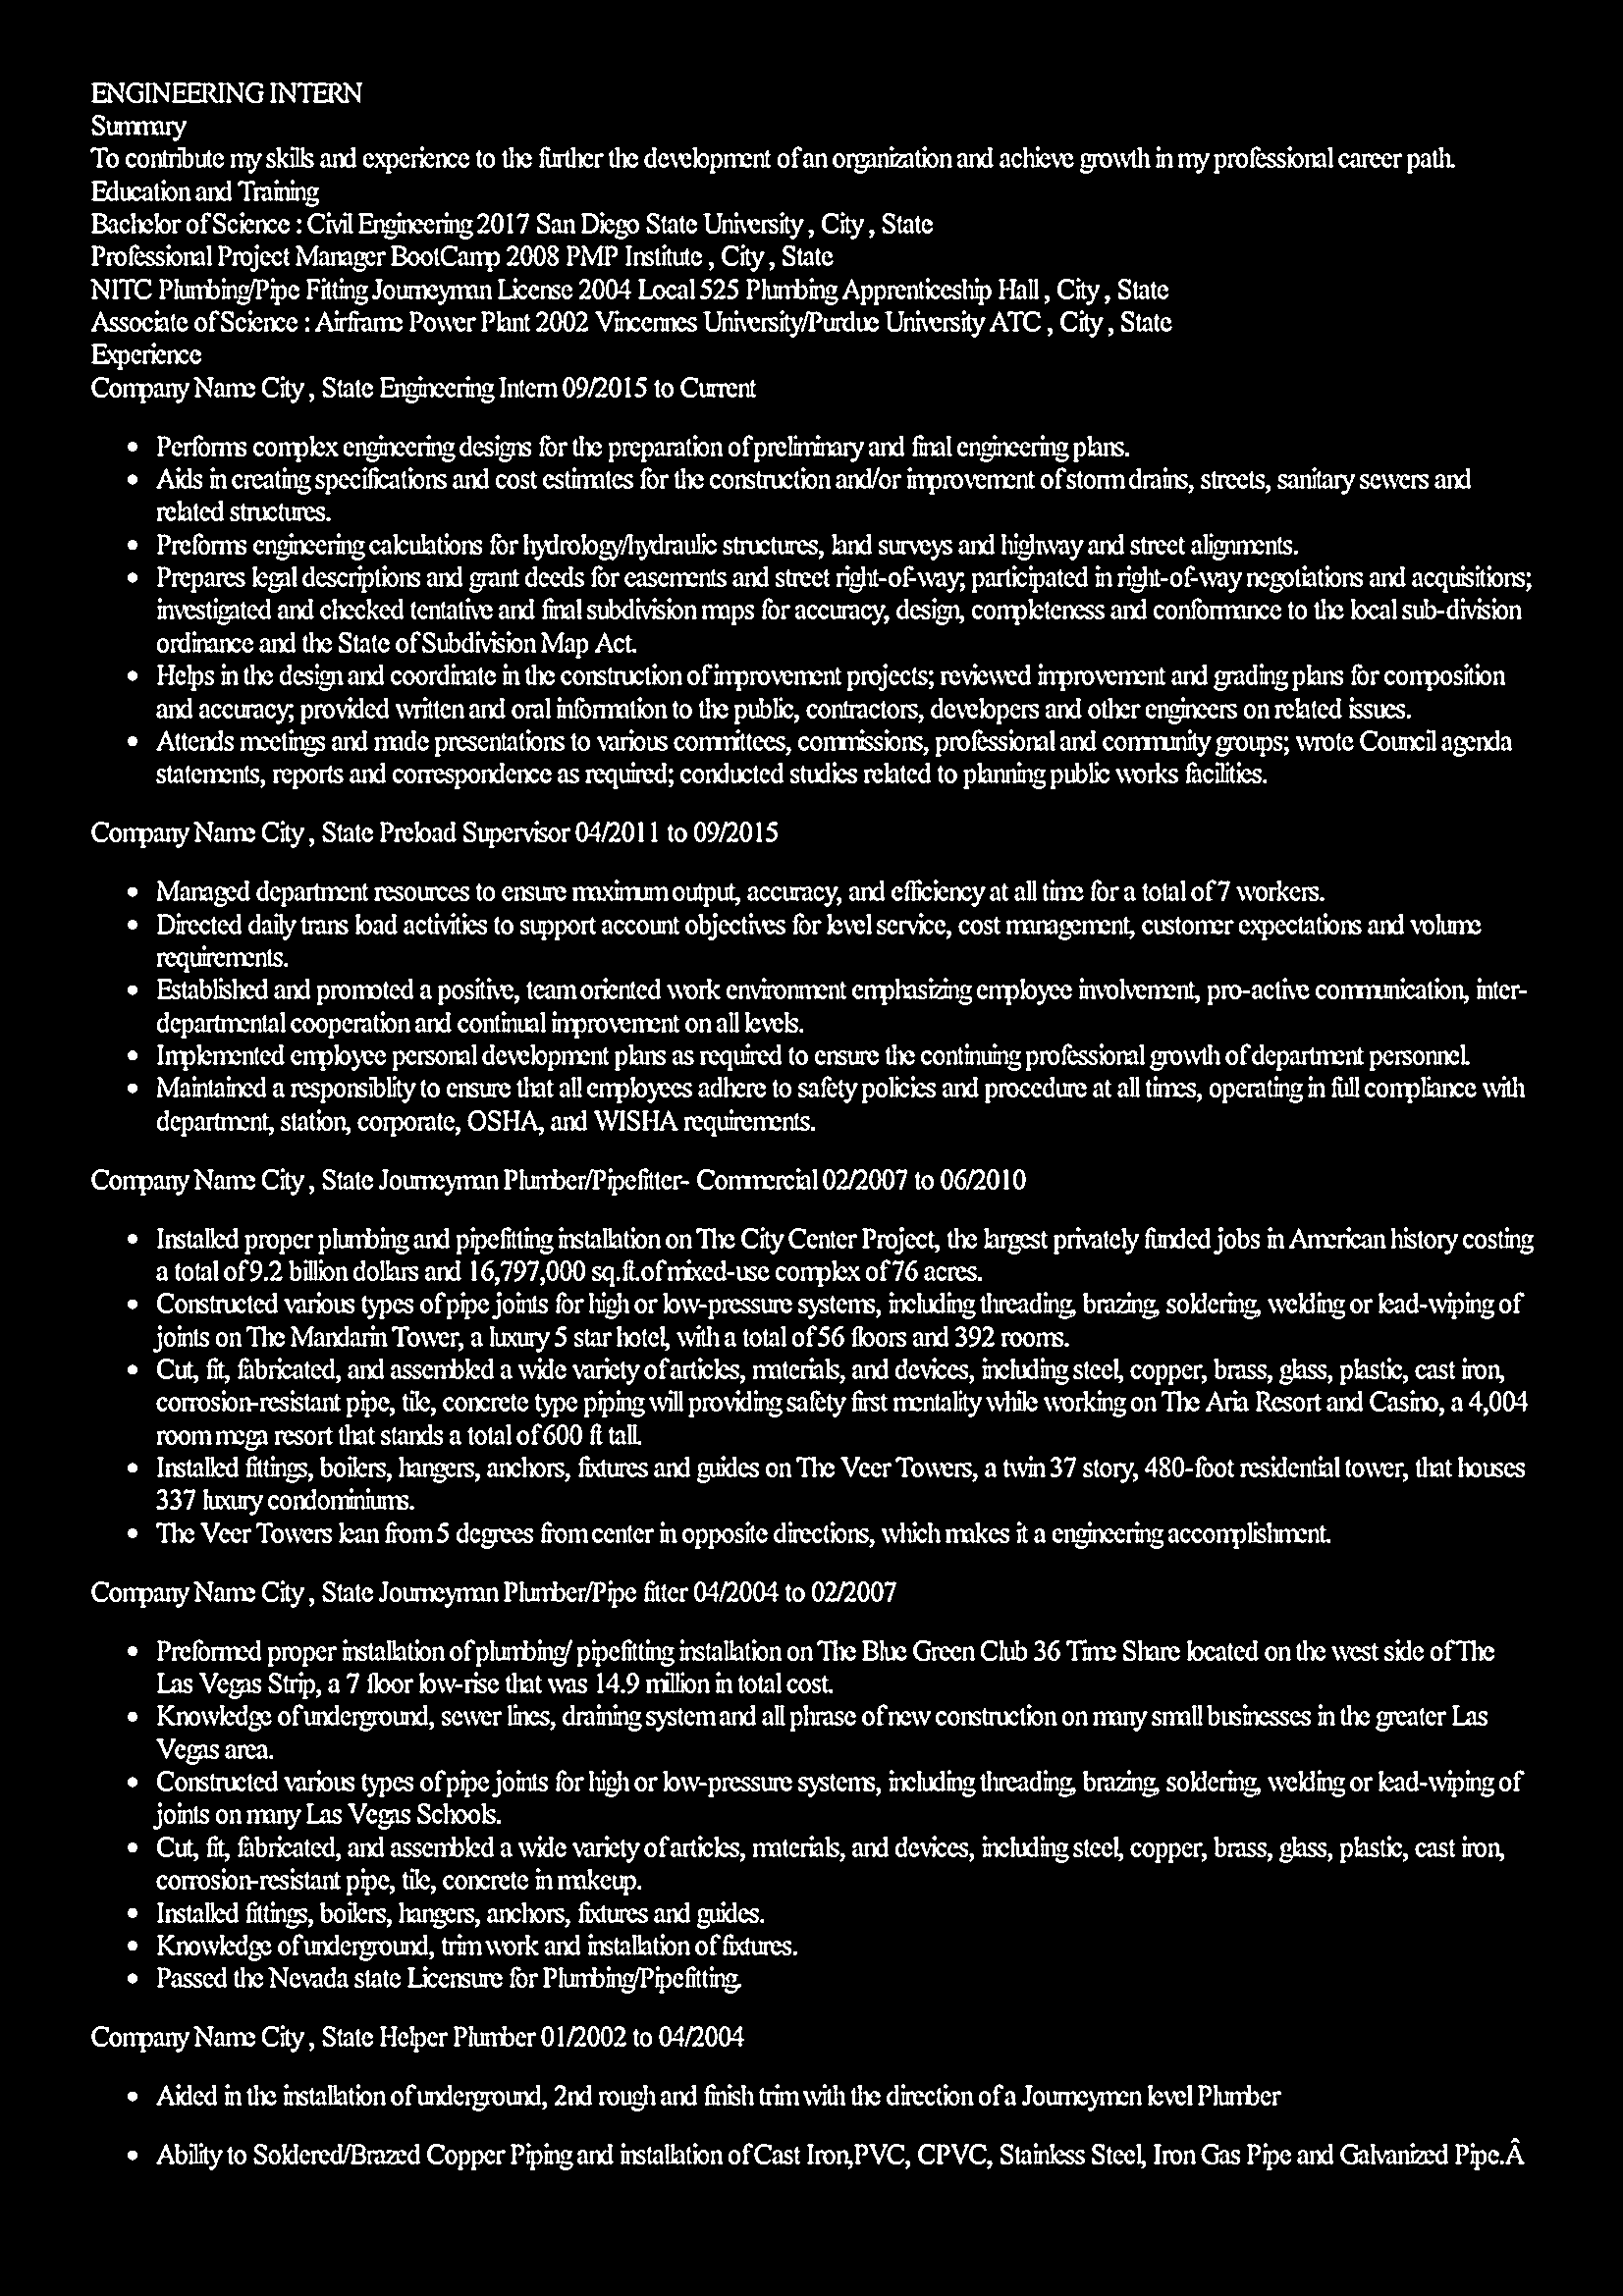 ENGINEERING INTERN
Summary
To contribute my skills and experience to the further the development of an organization and achieve growth in my professional career path.
Education and Training
Bachelor of Science : Civil Engineering 2017 San Diego State University , City , State
Professional Project Manager BootCamp 2008 PMP Institute , City , State
NITC Plumbing/Pipe Fitting Journeyman License 2004 Local 525 Plumbing Apprenticeship Hall , City , State
Associate of Science : Airframe Power Plant 2002 Vincennes University/Purdue University ATC , City , State
Experience
Company Name City , State Engineering Intern 09/2015 to Current
• Performs complex engineering designs for the preparation of preliminary and final engineering plans.
• Aids in creating specifications and cost estimates for the construction and/or improvement of storm drains, streets, sanitary sewers and
related structures.
• Preforms engineering calculations for hydrology/hydraulic structures, land surveys and highway and street alignments.
• Prepares legal descriptions and grant deeds for easements and street right-of-way; participated in right-of-way negotiations and acquisitions;
investigated and checked tentative and final subdivision maps for accuracy, design, completeness and conformance to the local sub-division
ordinance and the State of Subdivision Map Act.
• Helps in the design and coordinate in the construction of improvement projects; reviewed improvement and grading plans for composition
and accuracy; provided written and oral information to the public, contractors, developers and other engineers on related issues.
• Attends meetings and made presentations to various committees, commissions, professional and community groups; wrote Council agenda
statements, reports and correspondence as required; conducted studies related to planning public works facilities.
Company Name City , State Preload Supervisor 04/2011 to 09/2015
• Managed department resources to ensure maximum output, accuracy, and efficiency at all time for a total of 7 workers.
• Directed daily trans load activities to support account objectives for level service, cost management, customer expectations and volume
requirements.
• Established and promoted a positive, team oriented work environment emphasizing employee involvement, pro-active communication, inter-
departmental cooperation and continual improvement on all levels.
• Implemented employee personal development plans as required to ensure the continuing professional growth of department personnel.
• Maintained a responsiblity to ensure that all employees adhere to safety policies and procedure at all times, operating in full compliance with
department, station, corporate, OSHA, and WISHA requirements.
Company Name City , State Journeyman Plumber/Pipefitter- Commercial 02/2007 to 06/2010
• Installed proper plumbing and pipefitting installation on The City Center Project, the largest privately funded jobs in American history costing
a total of 9.2 billion dollars and 16,797,000 sq.ft.of mixed-use complex of 76 acres.
• Constructed various types of pipe joints for high or low-pressure systems, including threading, brazing, soldering, welding or lead-wiping of
joints on The Mandarin Tower, a luxury 5 star hotel, with a total of 56 floors and 392 rooms.
• Cut, fit, fabricated, and assembled a wide variety of articles, materials, and devices, including steel, copper, brass, glass, plastic, cast iron,
corrosion-resistant pipe, tile, concrete type piping will providing safety first mentality while working on The Aria Resort and Casino, a 4,004
room mega resort that stands a total of 600 ft tall.
• Installed fittings, boilers, hangers, anchors, fixtures and guides on The Veer Towers, a twin 37 story, 480-foot residential tower, that houses
337 luxury condominiums.
• The Veer Towers lean from 5 degrees from center in opposite directions, which makes it a engineering accomplishment.
Company Name City , State Journeyman Plumber/Pipe fitter 04/2004 to 02/2007
• Preformed proper installation of plumbing/ pipefitting installation on The Blue Green Club 36 Time Share located on the west side of The
Las Vegas Strip, a 7 floor low-rise that was 14.9 million in total cost.
• Knowledge of underground, sewer lines, draining system and all phrase of new construction on many small businesses in the greater Las
Vegas area.
• Constructed various types of pipe joints for high or low-pressure systems, including threading, brazing, soldering, welding or lead-wiping of
joints on many Las Vegas Schools.
• Cut, fit, fabricated, and assembled a wide variety of articles, materials, and devices, including steel, copper, brass, glass, plastic, cast iron,
corrosion-resistant pipe, tile, concrete in makeup.
• Installed fittings, boilers, hangers, anchors, fixtures and guides.
• Knowledge of underground, trim work and installation of fixtures.
• Passed the Nevada state Licensure for Plumbing/Pipefitting.
Company Name City , State Helper Plumber 01/2002 to 04/2004
• Aided in the installation of underground, 2nd rough and finish trim with the direction of a Journeymen level Plumber
• Ability to Soldered/Brazed Copper Piping and installation of Cast Iron,PVC, CPVC, Stainless Steel, Iron Gas Pipe and Galvanized Pipe.Â